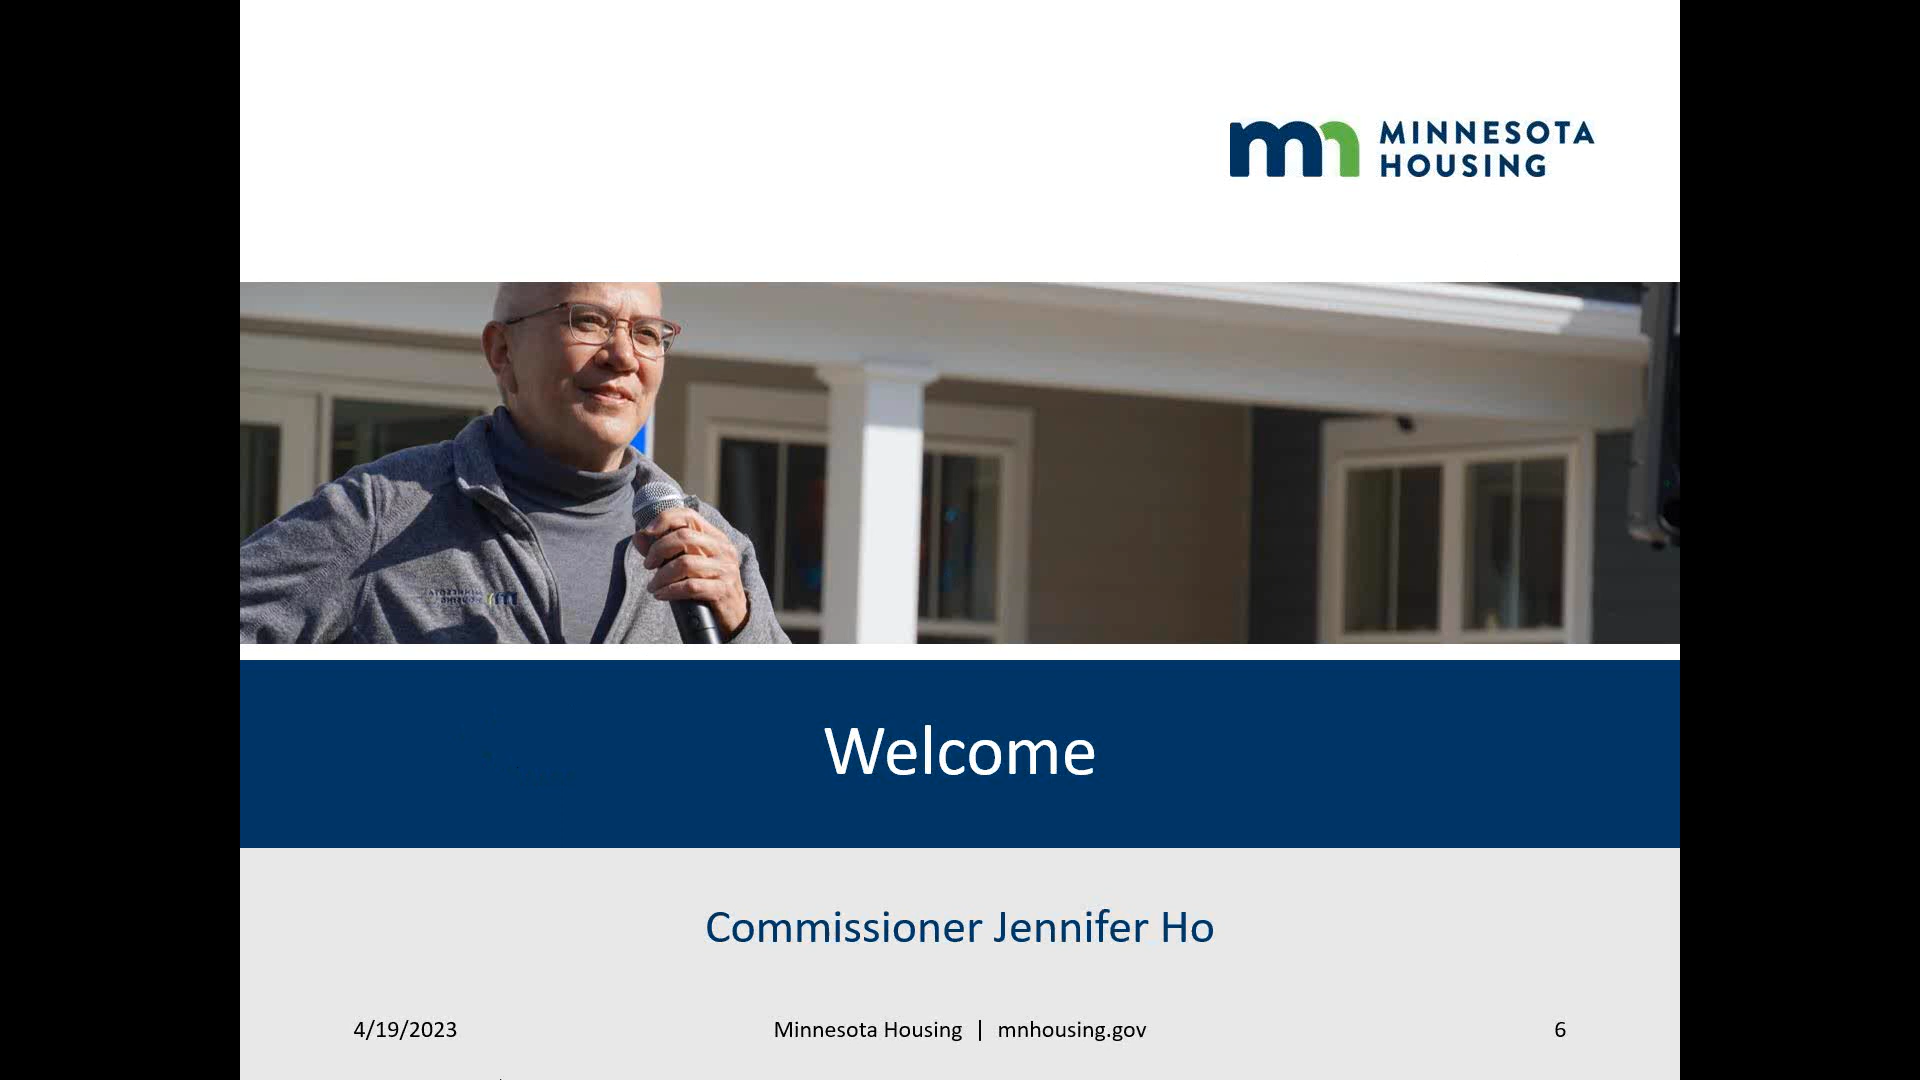 MINNESOTA
HOUSING
Welcome
Commissioner Jennifer Ho
4/19/2023
Minnesota Housing | mnhousing.gov
6